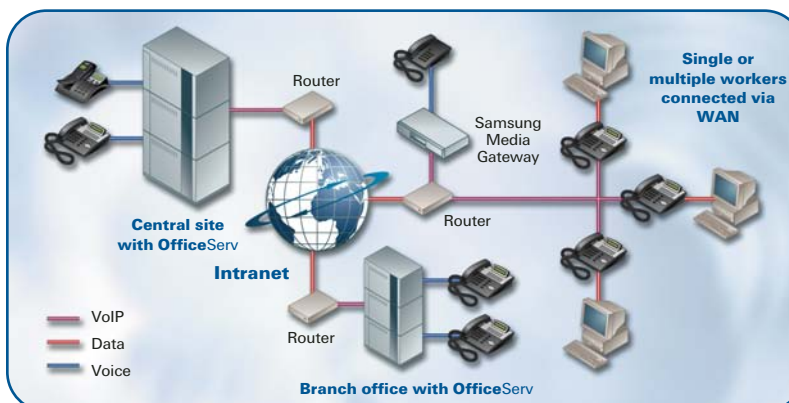 Router
Single or
multiple workers
connected via
WAN
Samsung
Media
Gateway
Central site
with OfficeServ
Router
Intranet
VoIP
Data
Voice
Router
Branch office with OfficeServ